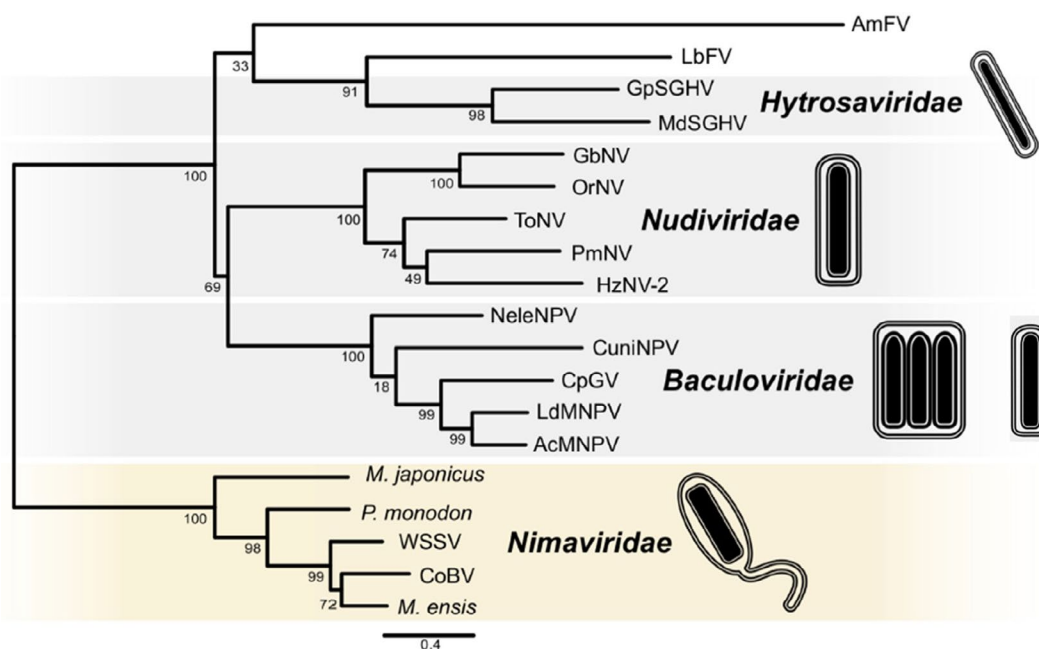 AmFV
33
LbFV
91
GpSGHV
Hytrosaviridae
98
MdSGHV
100
GbNV
100
OrNV
100
ToNV
Nudiviridae
74
PmNV
49
HzNV-2
69
NeleNPV
100
CuniNPV
18
CpGV
Baculoviridae
99
LdMNPV
99
AcMNPV
M. japonicus
100
P. monodon
98
WSSV
Nimaviridae
99
CoBV
72
M. ensis
0.4